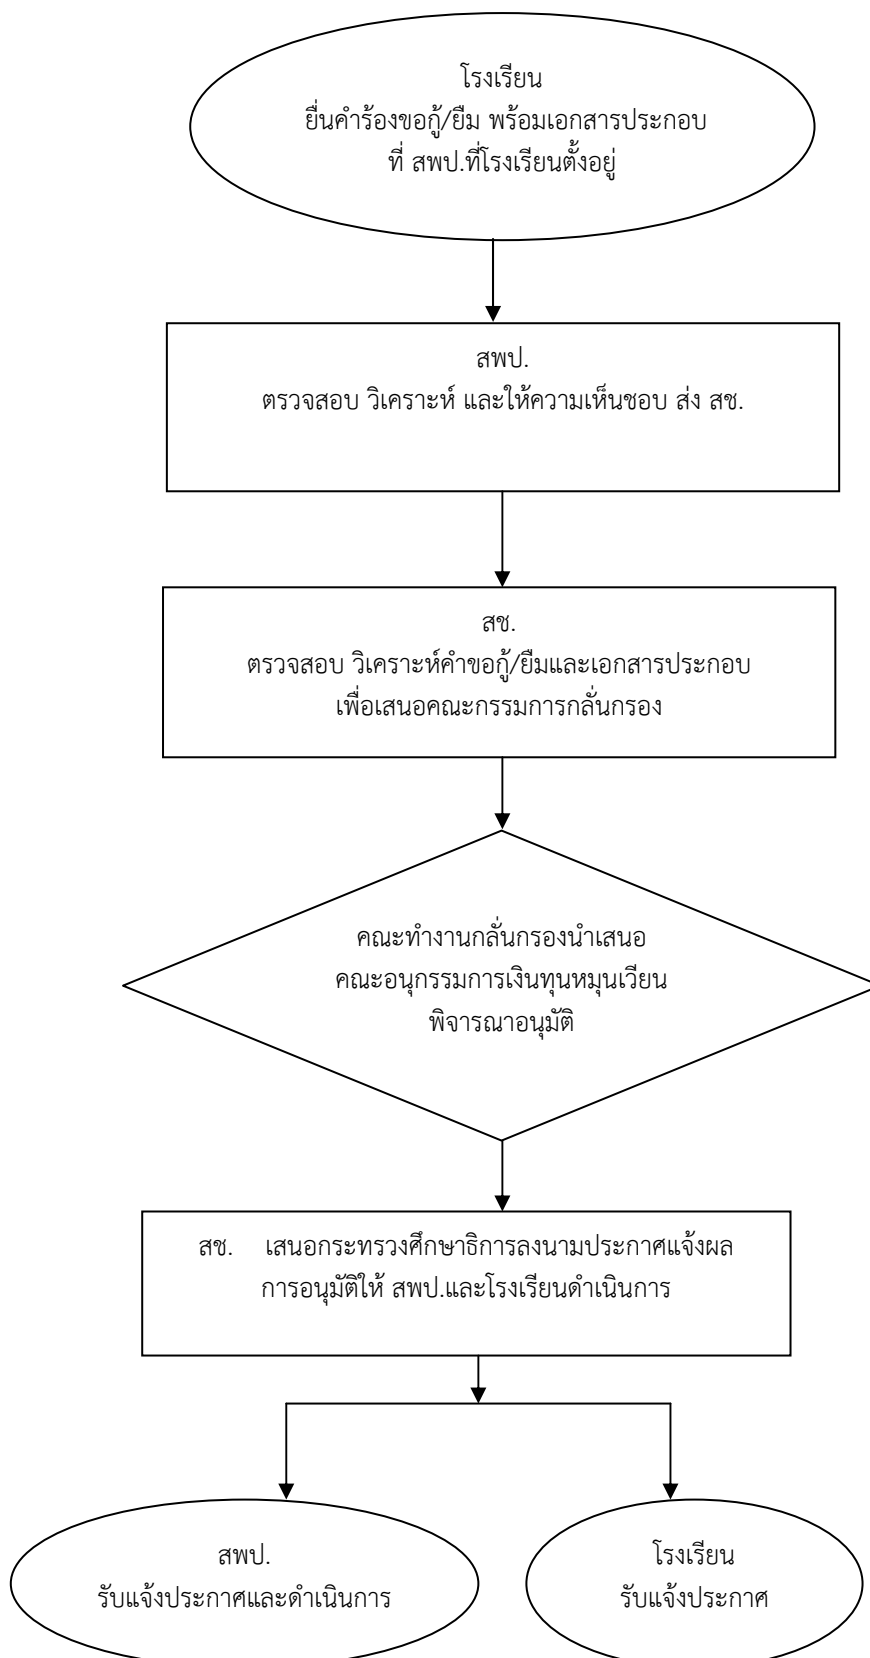 โรงเรียน
ยื่นคำร้องขอกู้/ยืม พร้อมเอกสารประกอบ
ที่ สพป.ที่โรงเรียนตั้งอยู่
สพป.
ตรวจสอบ วิเคราะห์ และให้ความเห็นชอบ ส่ง สช.
สช.
ตรวจสอบ วิเคราะห์คำขอกู้/ยืมและเอกสารประกอบ
เพื่อเสนอคณะกรรมการกลั่นกรอง
คณะทำงานกลั่นกรองนำเสนอ
คณะอนุกรรมการเงินทุนหมุนเวียน
พิจารณาอนุมัติ
สช. เสนอกระทรวงศึกษาธิการลงนามประกาศแจ้งผล
การอนุมัติให้ สพป.และโรงเรียนดำเนินการ
สพป.
รับแจ้งประกาศและดำเนินการ
โรงเรียน
รับแจ้งประกาศ